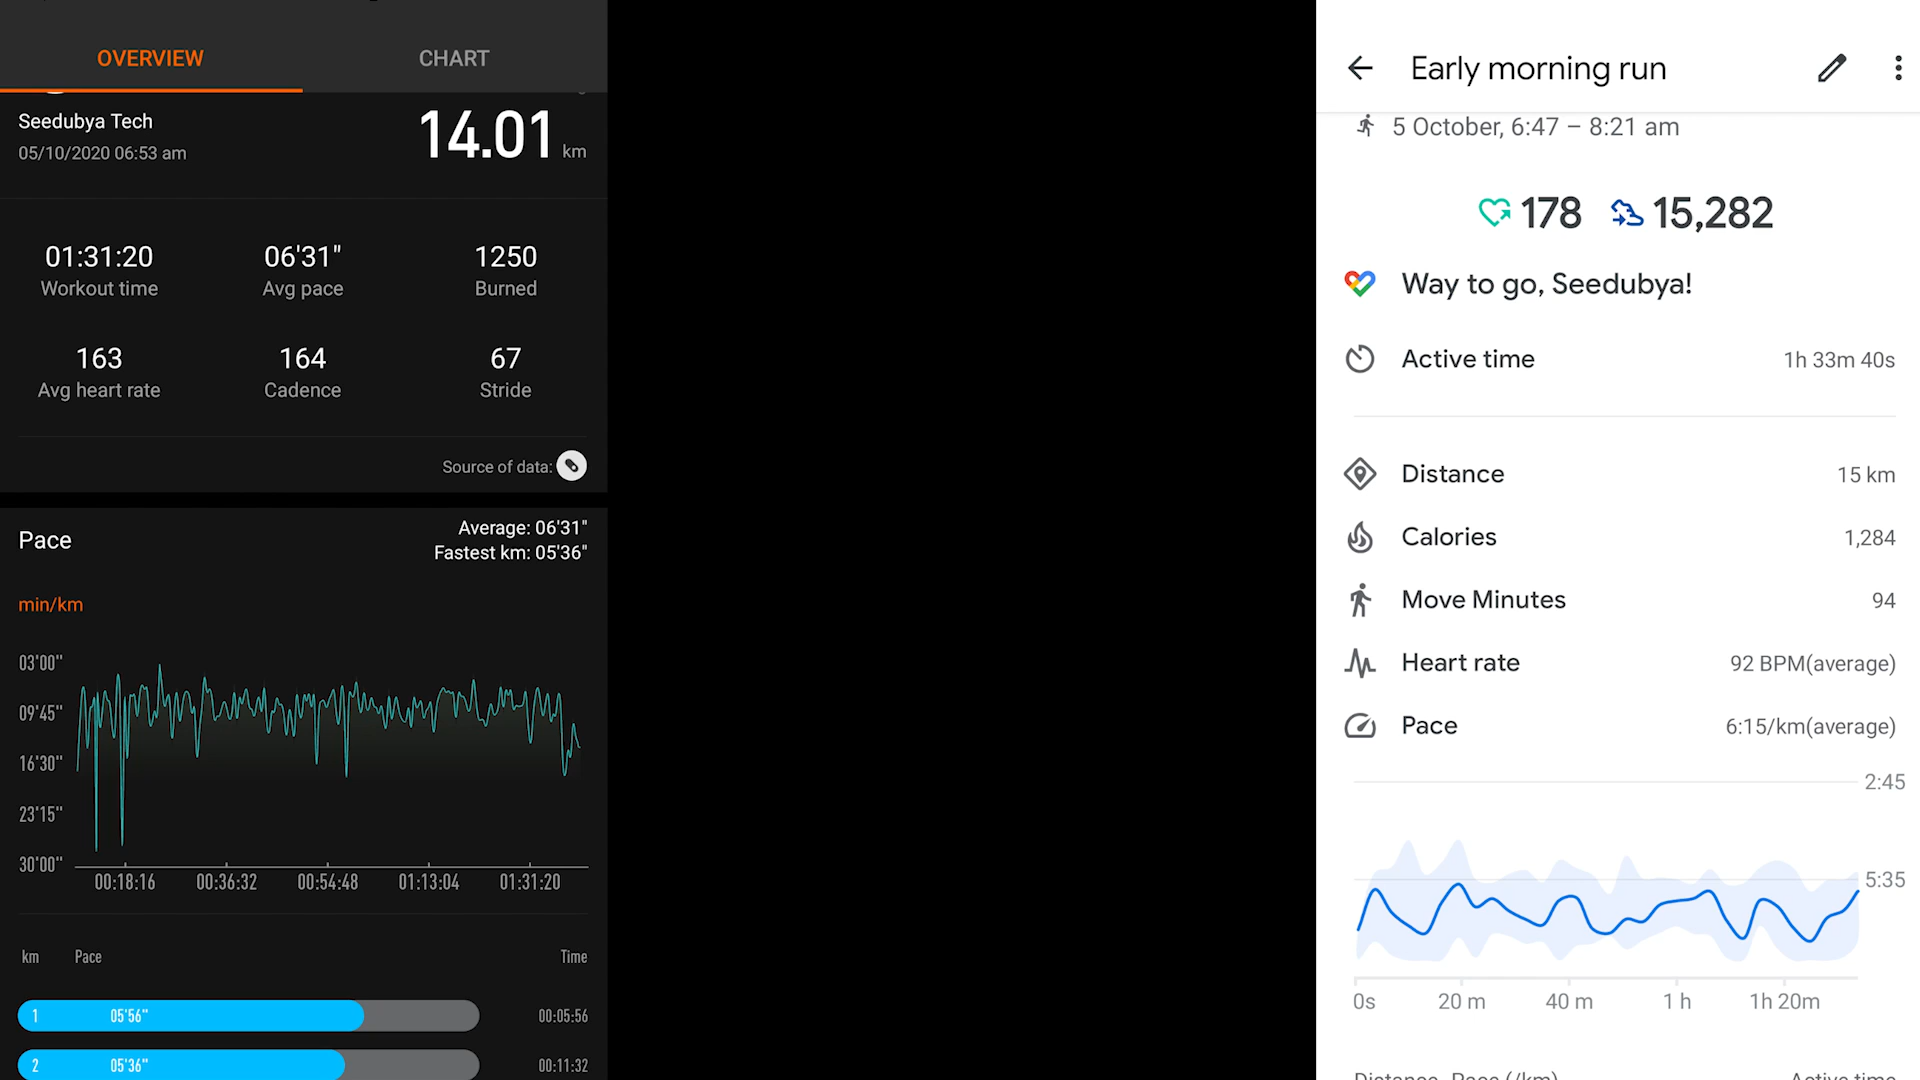 OVERVIEW
CHART
Seedubya Tech
05/10/2020 06:53 am
14.01 km
01:31:20
Workout time
06'31"
Avg pace
1250
Burned
163
Avg heart rate
164
Cadence
67
Stride
Source of data:
Pace
Average: 06'31"
Fastest km: 05'36"
min/km
03'00"
09'45"
16'30"
23'15"
30'00"
00:18:16 00:36:32 00:54:48 01:13:04 01:31:20
km Pace Time
1 05'56" 00:05:56
2 05'36" 00:11:32
Early morning run
5 October, 6:47 – 8:21 am
178 15,282
Way to go, Seedubya!
Active time 1h 33m 40s
Distance 15 km
Calories 1,284
Move Minutes 94
Heart rate 92 BPM(average)
Pace 6:15/km(average)
2:45
5:35
0s 20 m 40 m 1 h 1h 20m
Distance Pace (/km) Active time